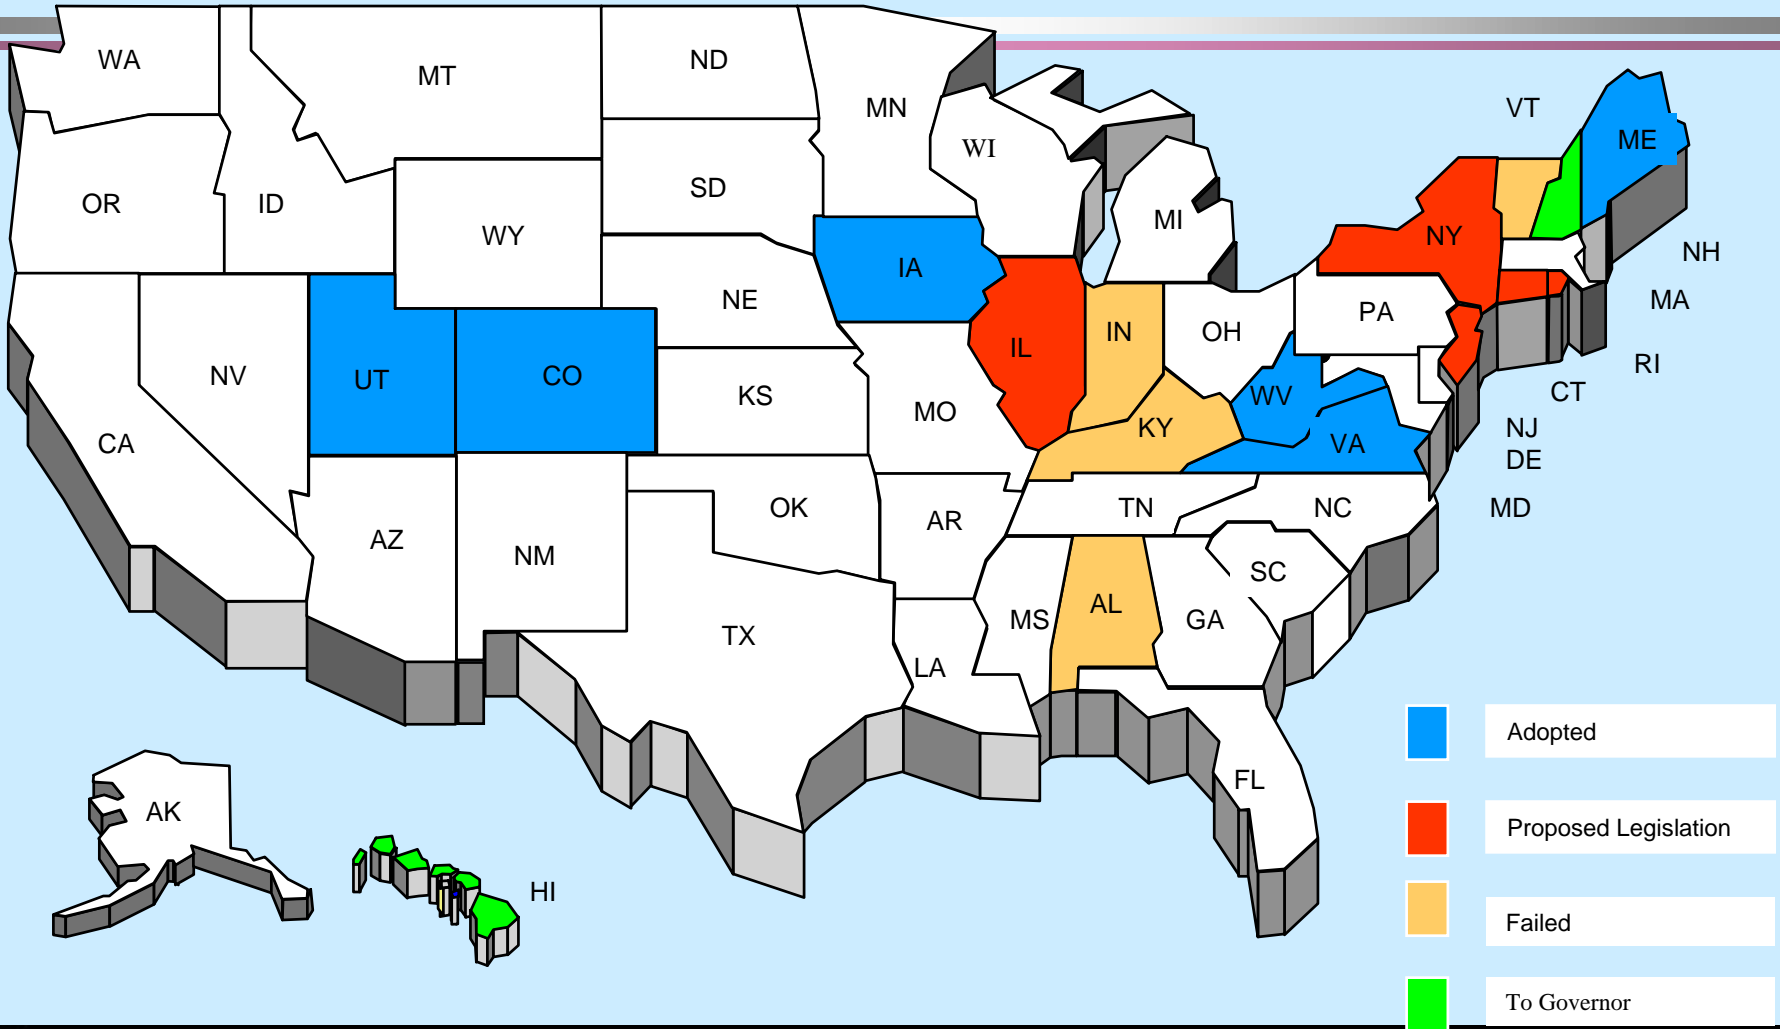 WA
MT
ND
MN
VT
ME
WI
OR
ID
SD
MI
WY
NY
NH
IA
NE
MA
PA
IN
OH
IL
RI
NV
UT
CO
KS
CT
WV
MO
KY
NJ
CA
VA
DE
OK
TN
NC
MD
AR
AZ
NM
SC
AL
MS
GA
TX
LA
Adopted
FL
AK
Proposed Legislation
HI
Failed
To Governor